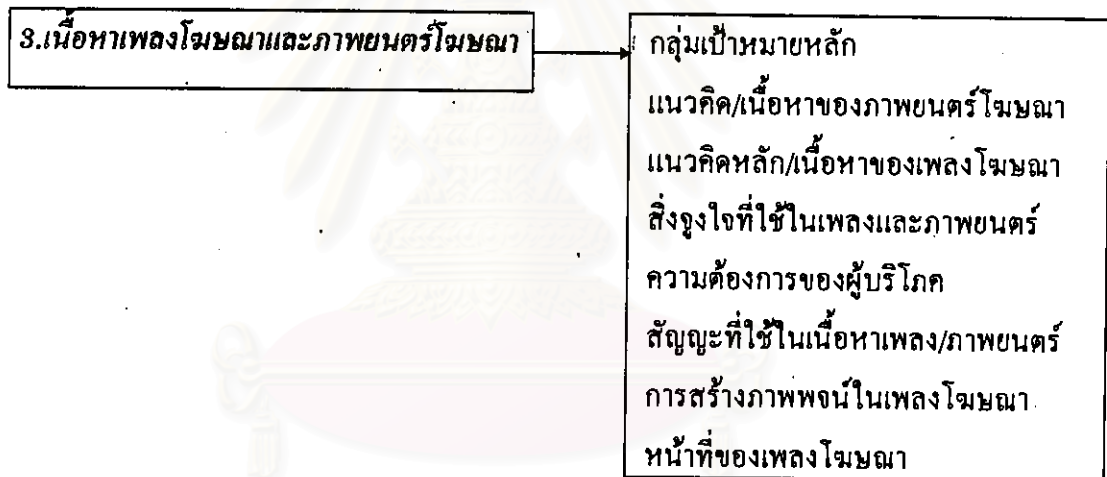 3.เนื้อหาเพลงโฆษณาและภาพยนตร์โฆษณา
กลุ่มเป้าหมายหลัก
แนวคิด/เนื้อหาของภาพยนตร์โฆษณา
แนวคิดหลัก/เนื้อหาของเพลงโฆษณา
สิ่งจูงใจที่ใช้ในเพลงและภาพยนตร์
ความต้องการของผู้บริโภค
สัญญะที่ใช้ในเนื้อหาเพลง/ภาพยนตร์
การสร้างภาพพจน์ในเพลงโฆษณา
หน้าที่ของเพลงโฆษณา